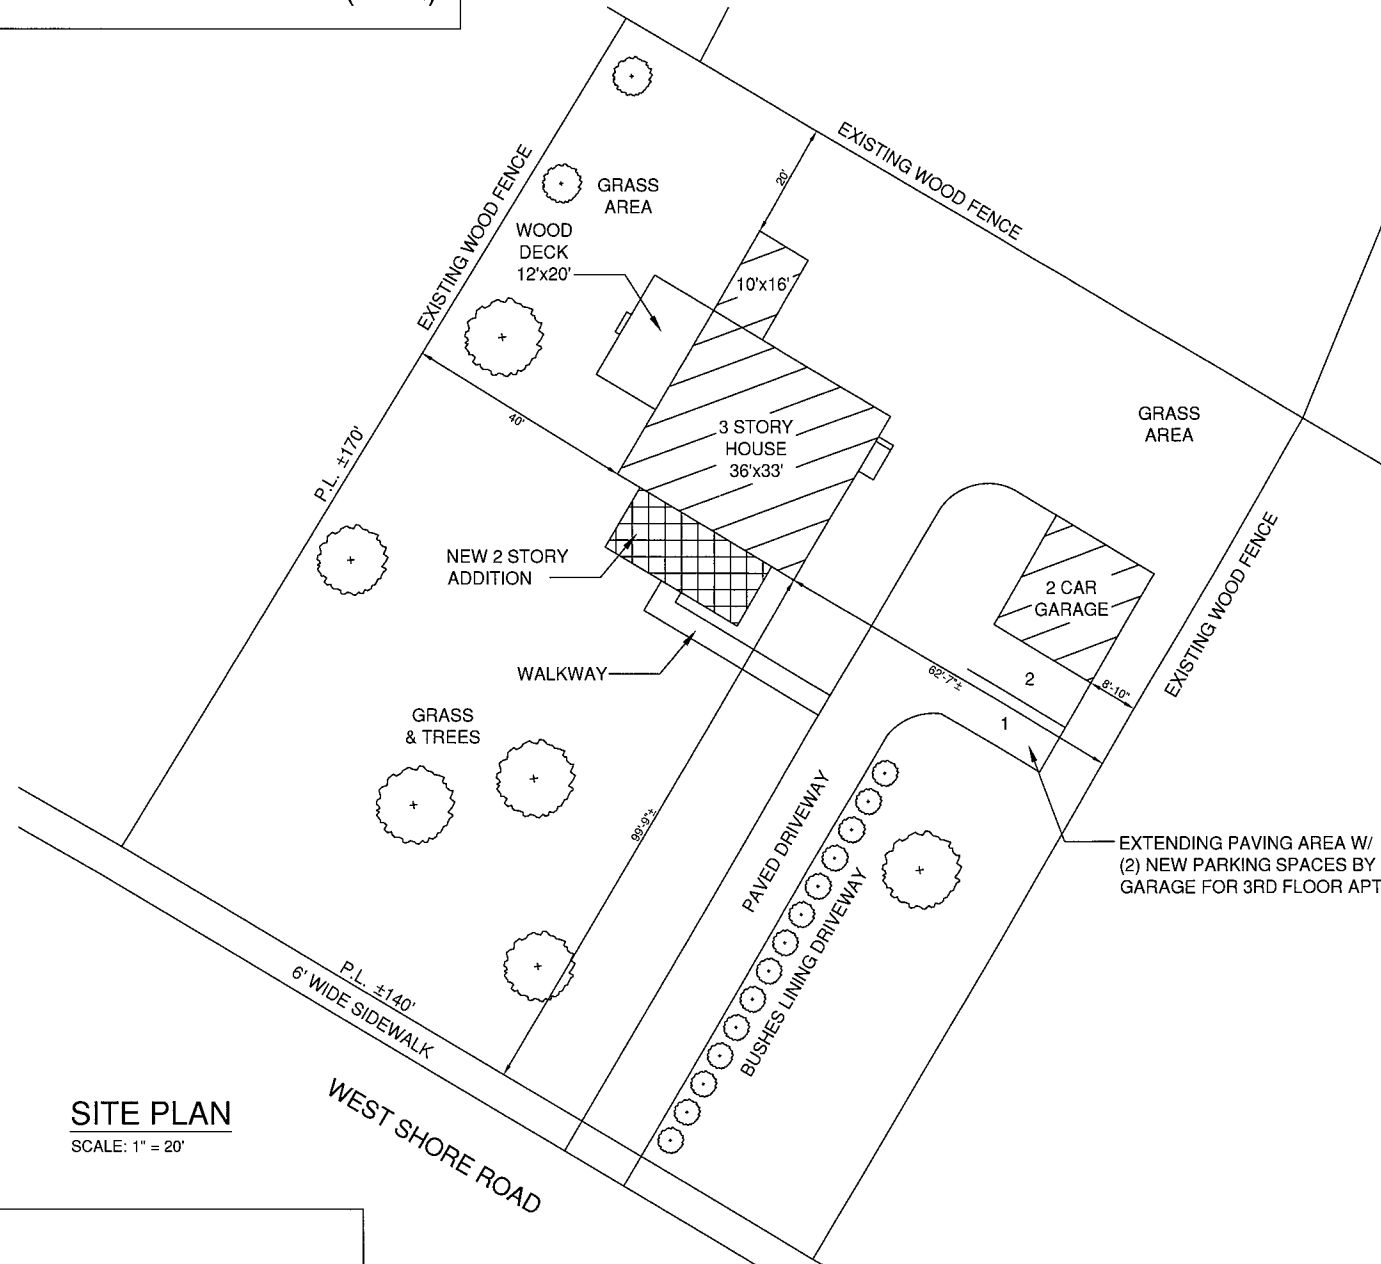 EXISTING WOOD FENCE
EXISTING WOOD FENCE
20'
GRASS
AREA
WOOD
DECK
12'x20'
10'x16'
40'
3 STORY
HOUSE
36'x33'
GRASS
AREA
P.L. ±170'
NEW 2 STORY
ADDITION
2 CAR
GARAGE
EXISTING WOOD FENCE
WALKWAY
62'-7"±
2
8'-10"
1
GRASS
& TREES
99'-9"±
PAVED DRIVEWAY
BUSHES LINING DRIVEWAY
EXTENDING PAVING AREA W/
(2) NEW PARKING SPACES BY
GARAGE FOR 3RD FLOOR APT
P.L. ±140'
6' WIDE SIDEWALK
WEST SHORE ROAD
SITE PLAN
SCALE: 1" = 20'